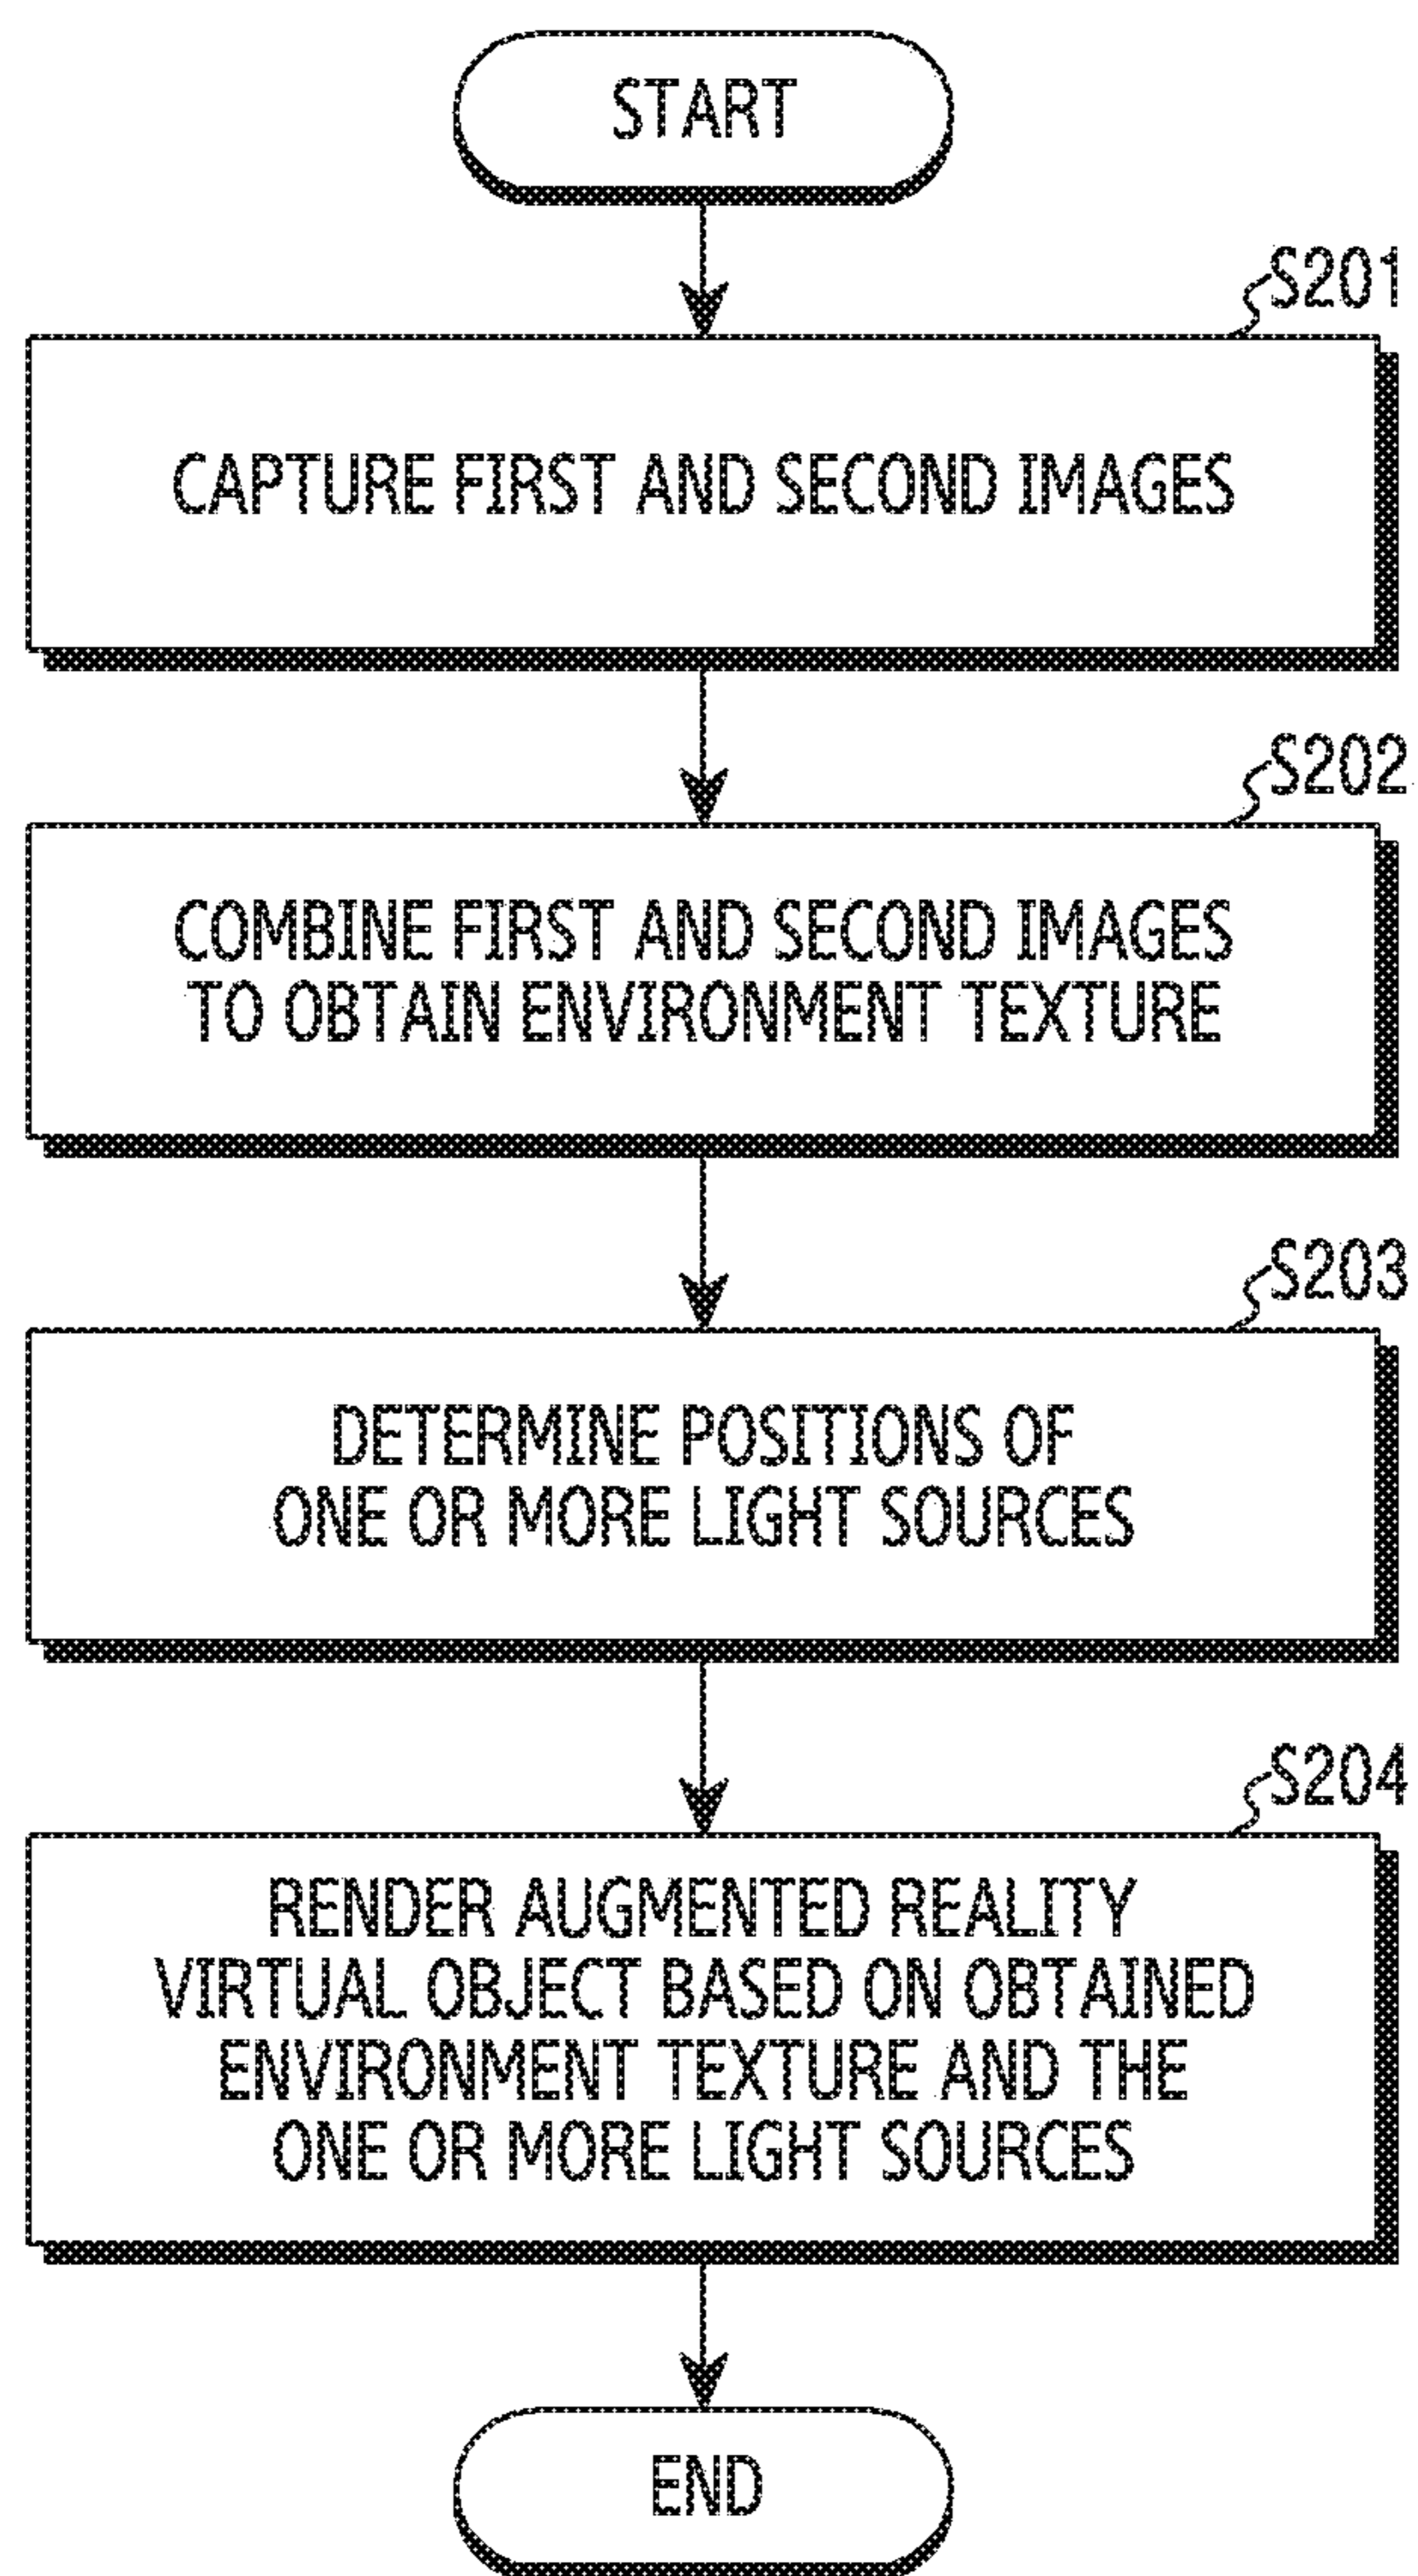 START
S201
CAPTURE FIRST AND SECOND IMAGES
S202
COMBINE FIRST AND SECOND IMAGES
TO OBTAIN ENVIRONMENT TEXTURE
S203
DETERMINE POSITIONS OF
ONE OR MORE LIGHT SOURCES
S204
RENDER AUGMENTED REALITY
VIRTUAL OBJECT BASED ON OBTAINED
ENVIRONMENT TEXTURE AND THE
ONE OR MORE LIGHT SOURCES
END